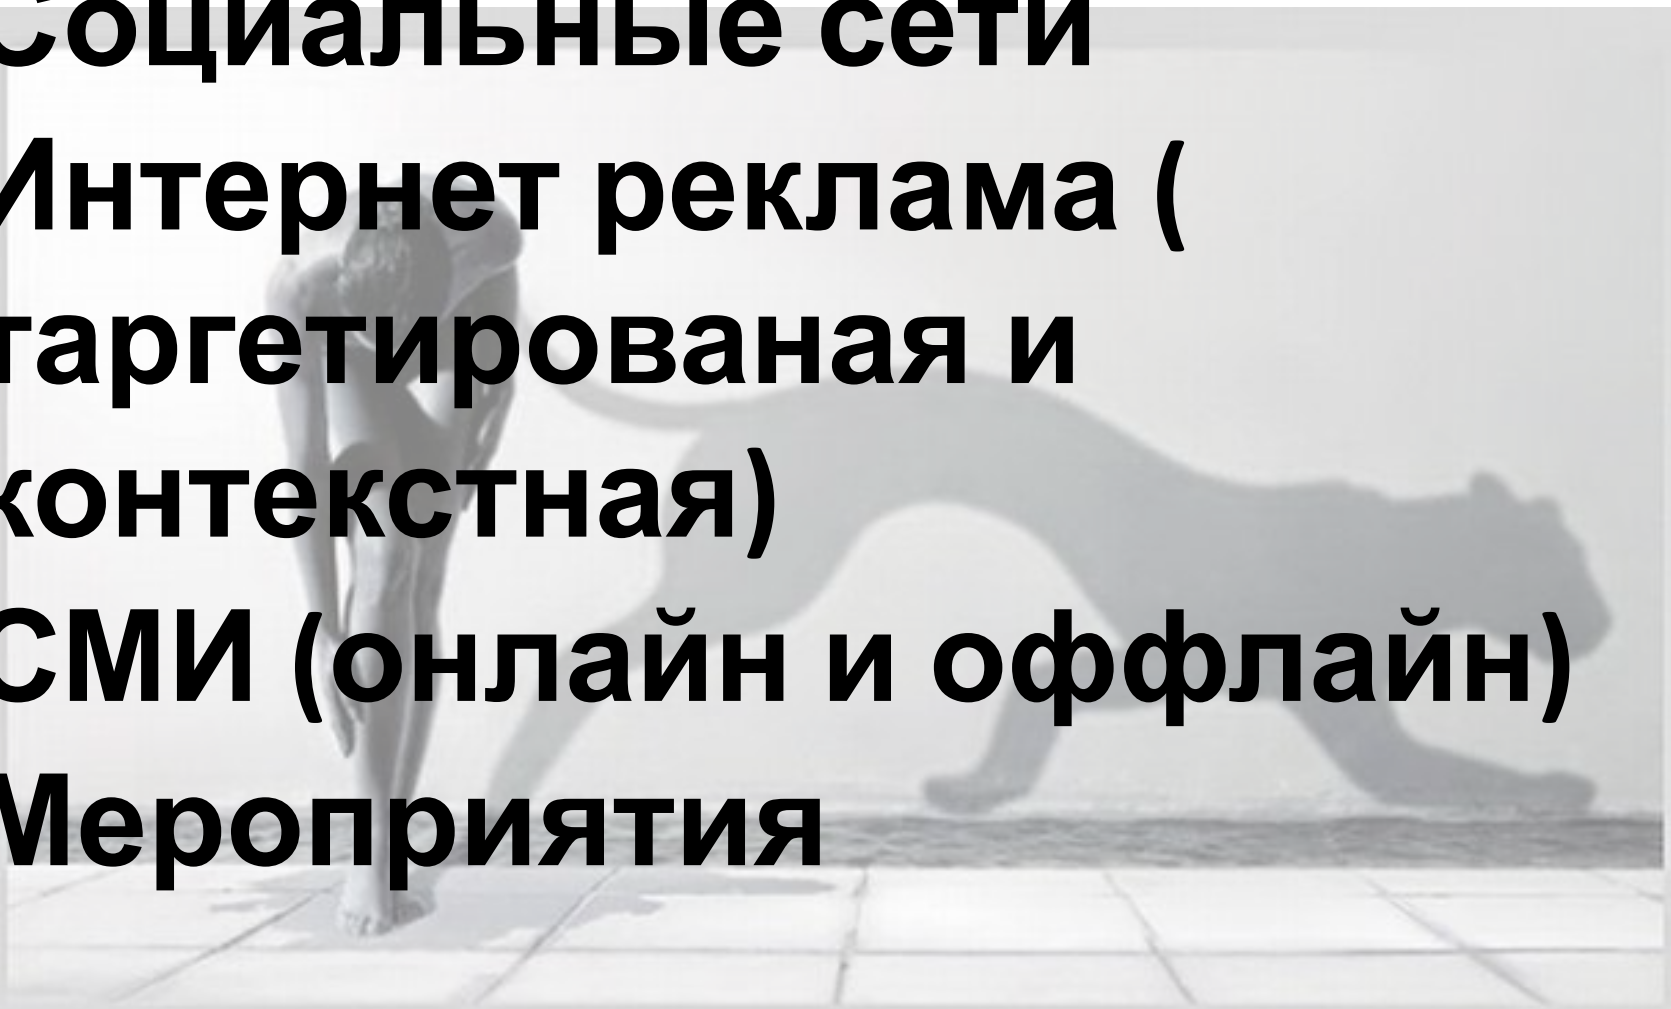 Социальные сети
Интернет реклама (
таргетированая и
контекстная)
СМИ (онлайн и оффлайн)
Мероприятия